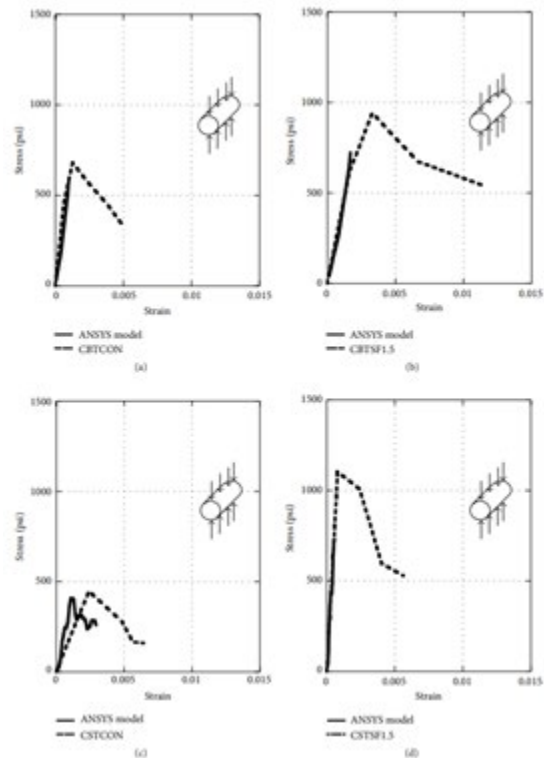 1500
1000
500
0
Stress (psi)
0 0.005 0.01 0.015
Strain
ANSYS model
CBTCON
(a)
1500
1000
500
0
Stress (psi)
0.00 0.005 0.01 0.015
Strain
ANSYS model
CBTSF1.5
(b)
1500
1000
500
0
Stress (psi)
0 0.005 0.01 0.015
Strain
ANSYS model
CSTCON
(c)
1500
1000
500
0
Stress (psi)
0.00 0.005 0.01 0.015
Strain
ANSYS model
CSTSF1.5
(d)